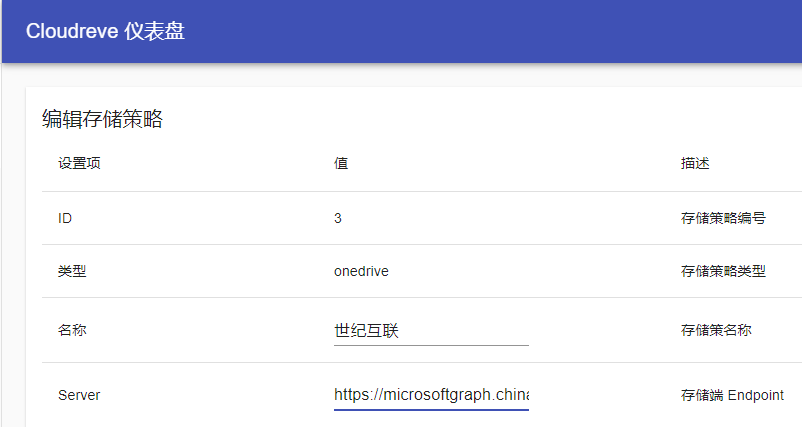 Cloudreve 仪表盘
编辑存储策略
设置项 值 描述
ID 3 存储策略编号
类型 onedrive 存储策略类型
名称 世纪互联 存储策名称
Server https://microsoftgraph.china 存储端 Endpoint